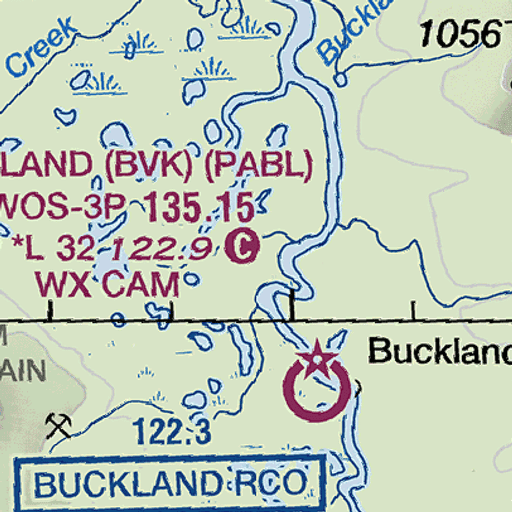 Creek
Buckla
1056
LAND (BVK) (PABL)
WOS-3P 135.15
*L 32 122.9 C
WX CAM
M
AIN
Buckland
122.3
BUCKLAND RCO